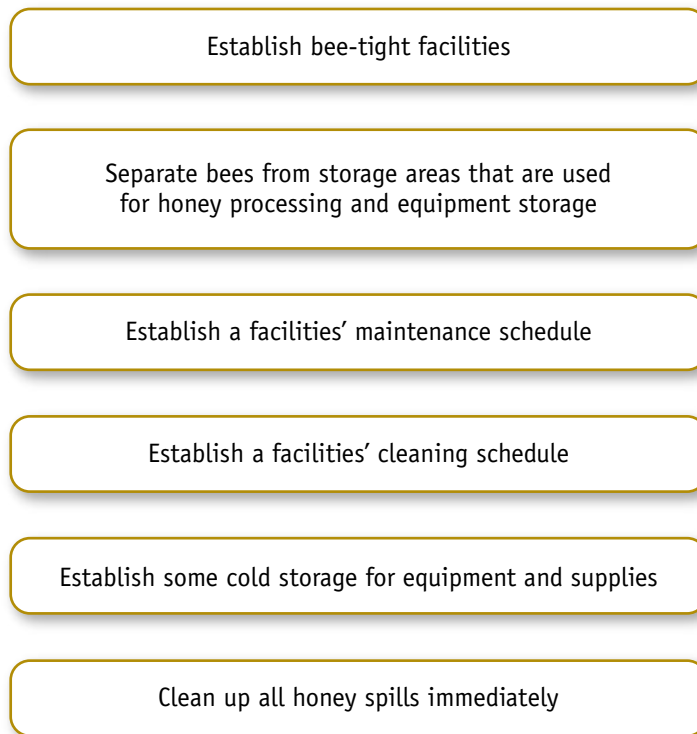 Establish bee-tight facilities
Separate bees from storage areas that are used
for honey processing and equipment storage
Establish a facilities’ maintenance schedule
Establish a facilities’ cleaning schedule
Establish some cold storage for equipment and supplies
Clean up all honey spills immediately